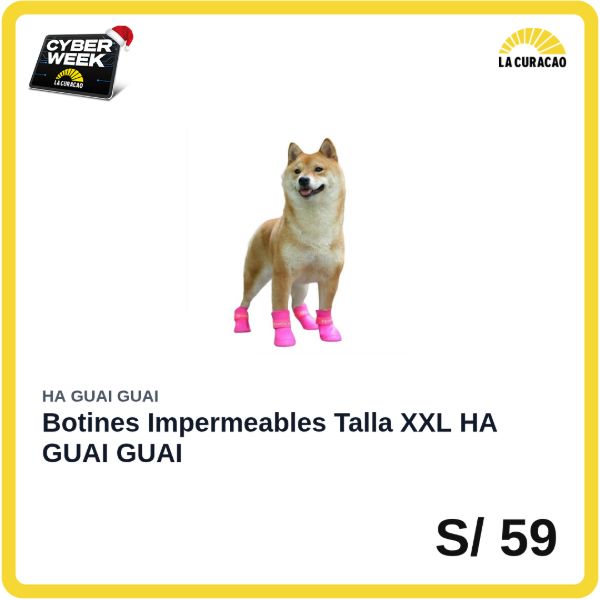 CYBER
WEEK
LA CURACAO
LA CURACAO
HA GUAI GUAI
Botines Impermeables Talla XXL HA
GUAI GUAI
S/ 59